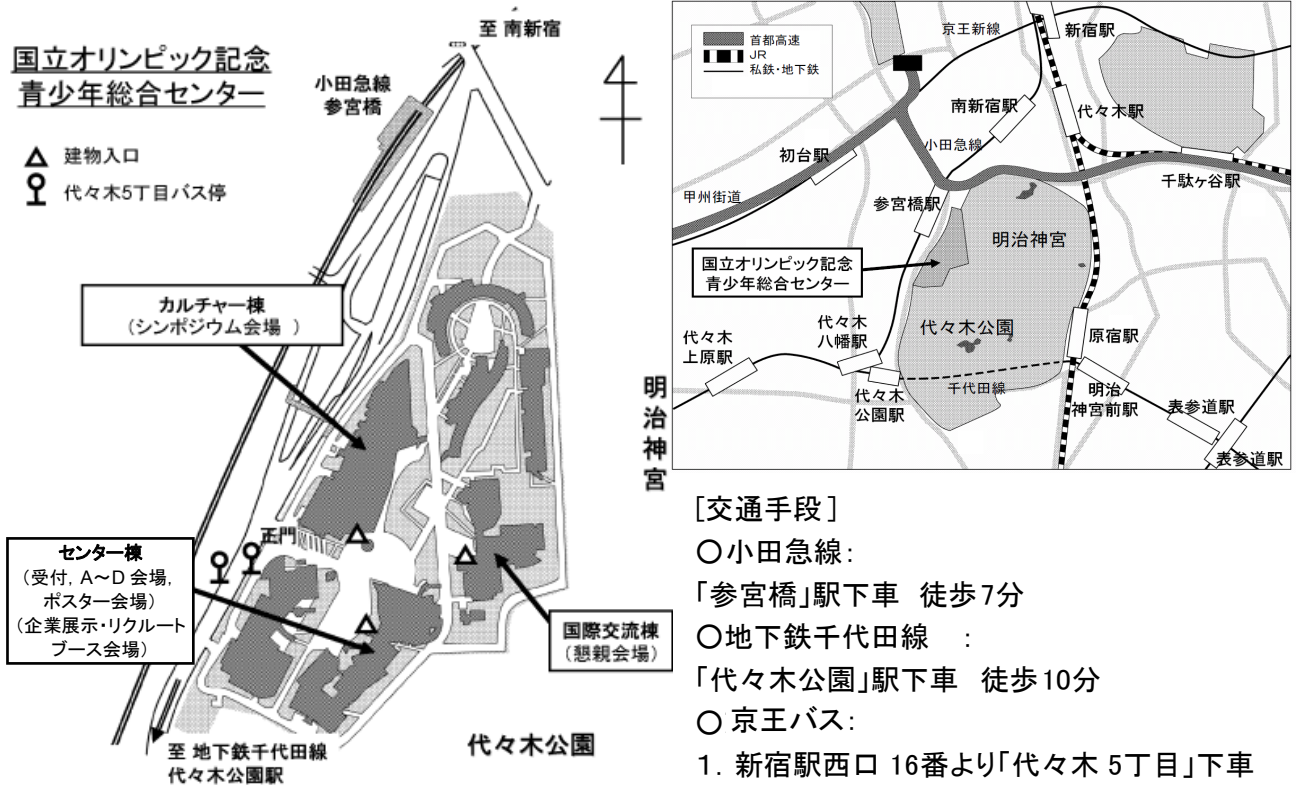 国立オリンピック記念
青少年総合センター
建物入口
代々木5丁目バス停
至 南新宿
小田急線
参宮橋
カルチャー棟
（シンポジウム会場 ）
正門
センター棟
（受付，A～D 会場，
ポスター会場）
（企業展示・リクルート
ブース会場）
国際交流棟
（懇親会場）
明治神宮
代々木公園
至 地下鉄千代田線
代々木公園駅
首都高速
JR
私鉄・地下鉄
京王新線
新宿駅
南新宿駅
代々木駅
小田急線
初台駅
千駄ヶ谷駅
甲州街道
参宮橋駅
明治神宮
国立オリンピック記念
青少年総合センター
代々木公園
代々木
八幡駅
代々木
上原駅
原宿駅
千代田線
代々木
公園駅
明治
神宮前駅
表参道駅
表参道駅
［交通手段］
○小田急線：
「参宮橋」駅下車 徒歩7分
○地下鉄千代田線 ：
「代々木公園」駅下車 徒歩10分
○ 京王バス：
1．新宿駅西口 16番より「代々木 5丁目」下車